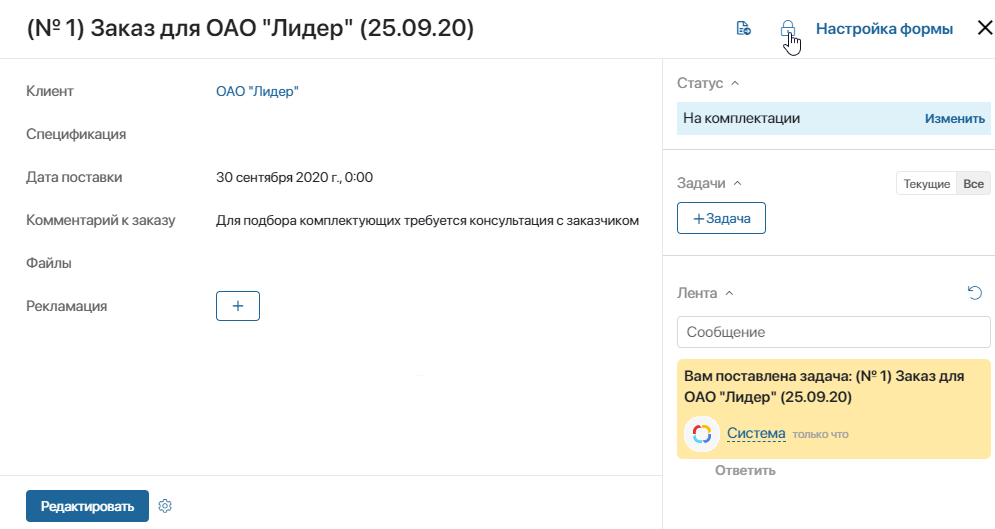 (№ 1) Заказ для ОАО "Лидер" (25.09.20)
Настройка формы
Клиент
ОАО "Лидер"
Спецификация
Дата поставки
30 сентября 2020 г., 0:00
Комментарий к заказу
Для подбора комплектующих требуется консультация с заказчиком
Файлы
Рекламация
+
Редактировать
Статус
На комплектации
Изменить
Задачи
Текущие
Все
+Задача
Лента
Сообщение
Вам поставлена задача: (№ 1) Заказ для
ОАО "Лидер" (25.09.20)
Система
только что
Ответить